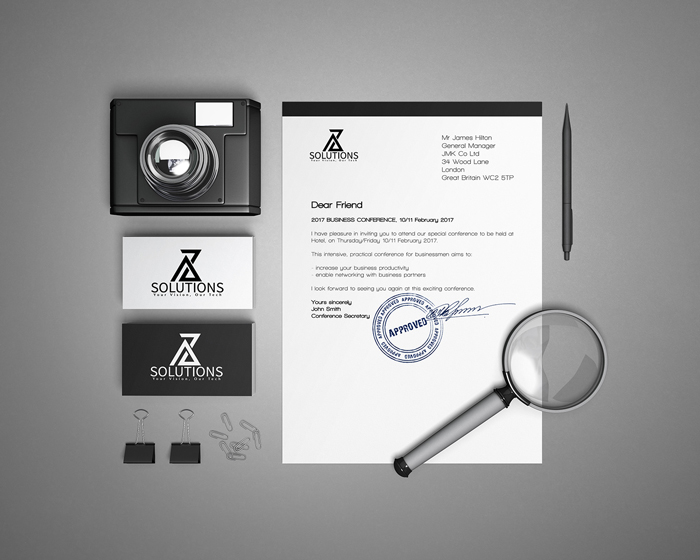 SOLUTIONS
Your Vision, Our Tech
SOLUTIONS
Your Vision, Our Tech
SOLUTIONS
Mr James Hilton
General Manager
JMK Co Ltd
34 Wood Lane
London
Great Britain WC2 5TP
Dear Friend
2017 BUSINESS CONFERENCE, 10/11 February 2017
I have pleasure in inviting you to attend our special conference to be held at
Hotel, on Thursday/Friday 10/11 February 2017.
This intensive, practical conference for businessmen aims to:
· increase your business productivity
· enable networking with business partners
I look forward to seeing you again at this exciting conference.
Yours sincerely
John Smith
Conference Secretary
APPROVED APPROVED APPROVED APPROVED
APPROVED